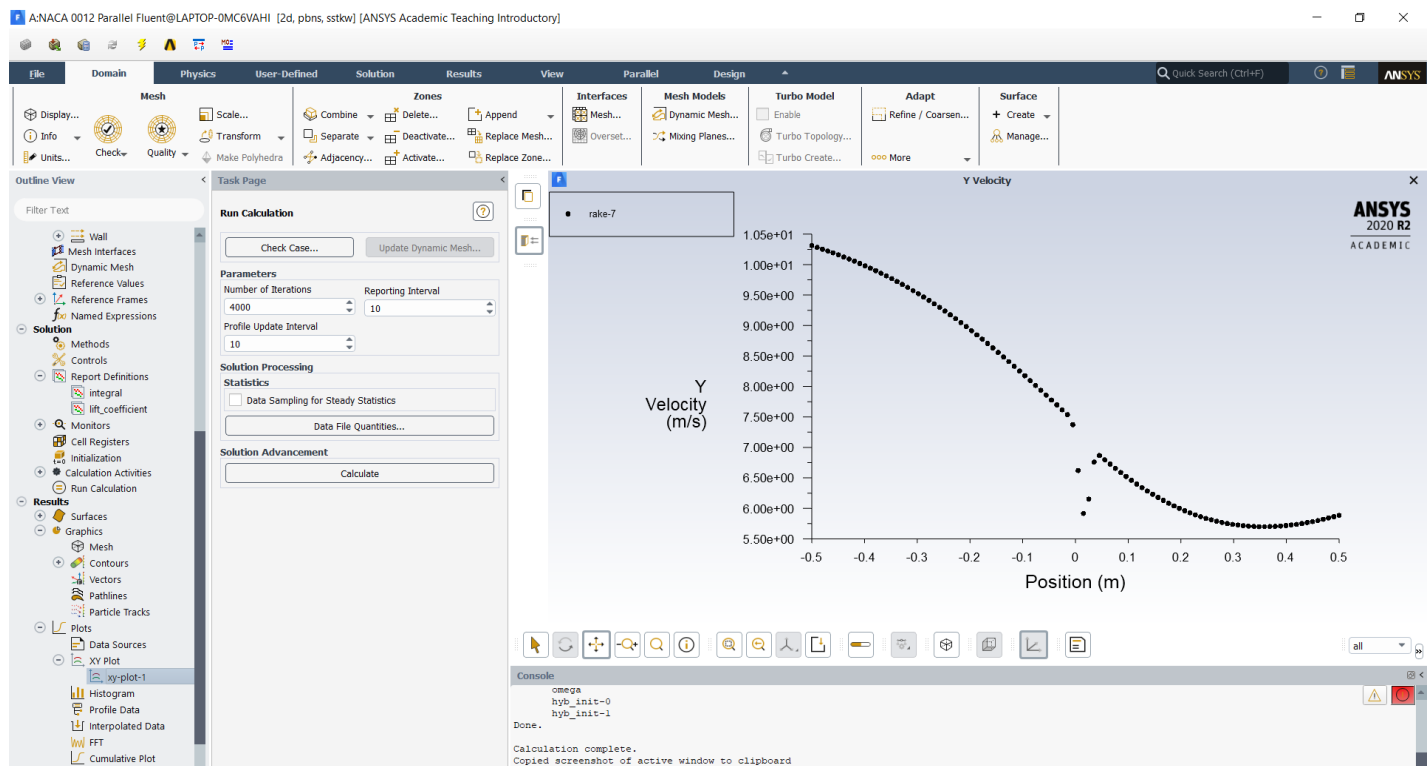 A:NACA 0012 Parallel Fluent@LAPTOP-0MC6VAHI [2d, pbns, sstkw] [ANSYS Academic Teaching Introductory]
File Domain Physics User-Defined Solution Results View Parallel Design
Quick Search (Ctrl+F)
ANSYS
Mesh Zones Interfaces Mesh Models Turbo Model Adapt Surface
Display... Scale... Combine Delete... Append Mesh... Dynamic Mesh... Enable Refine / Coarsen... + Create
Info Transform Separate Deactivate... Replace Mesh... Overset... Mixing Planes... Turbo Topology... Manage...
Units... Check Quality Make Polyhedra Adjacency... Activate... Replace Zone... Turbo Create... More
Outline View
Filter Text
Wall
Mesh Interfaces
Dynamic Mesh
Reference Values
Reference Frames
Named Expressions
Solution
Methods
Controls
Report Definitions
integral
lift_coefficient
Monitors
Cell Registers
Initialization
Calculation Activities
Run Calculation
Results
Surfaces
Graphics
Mesh
Contours
Vectors
Pathlines
Particle Tracks
Plots
Data Sources
XY Plot
xy-plot-1
Histogram
Profile Data
Interpolated Data
FFT
Cumulative Plot
Task Page
Run Calculation
Check Case... Update Dynamic Mesh...
Parameters
Number of Iterations Reporting Interval
4000 10
Profile Update Interval
10
Solution Processing
Statistics
Data Sampling for Steady Statistics
Data File Quantities...
Solution Advancement
Calculate
Y Velocity
rake-7
ANSYS
2020 R2
ACADEMIC
1.05e+01
1.00e+01
9.50e+00
9.00e+00
8.50e+00
8.00e+00
7.50e+00
7.00e+00
6.50e+00
6.00e+00
5.50e+00
Y
Velocity
(m/s)
-0.5 -0.4 -0.3 -0.2 -0.1 0 0.1 0.2 0.3 0.4 0.5
Position (m)
all
Console
omega
hyb_init-0
hyb_init-1
Done.
Calculation complete.
Copied screenshot of active window to clipboard